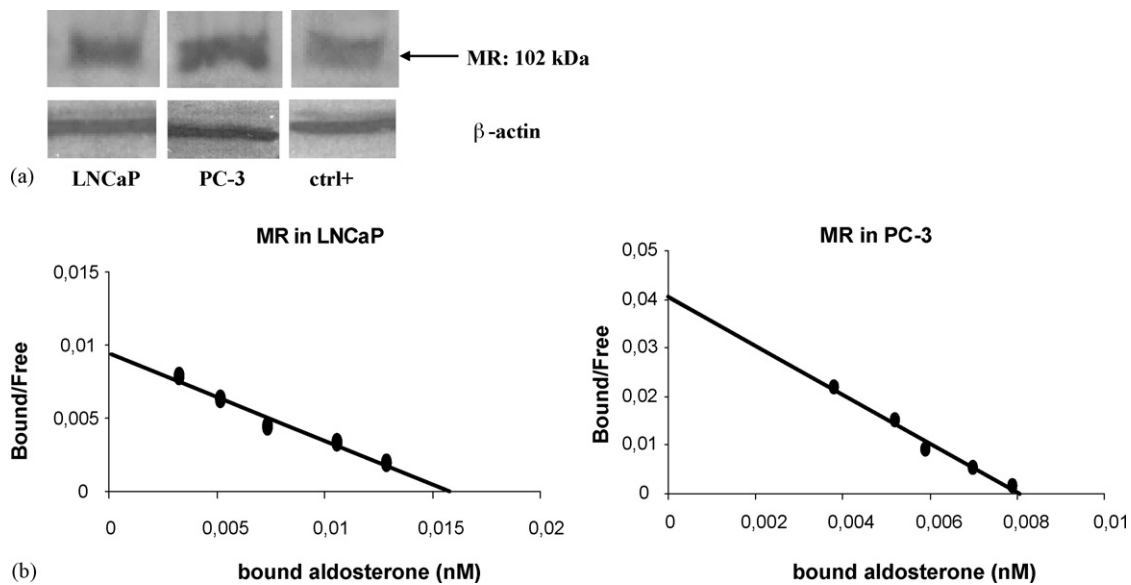 MR: 102 kDa
β-actin
(a) LNCaP PC-3 ctrl+
MR in LNCaP
0,015
0,01
0,005
0
Bound/Free
0 0,005 0,01 0,015 0,02
bound aldosterone (nM)
MR in PC-3
0,05
0,04
0,03
0,02
0,01
0
Bound/Free
0 0,002 0,004 0,006 0,008 0,01
bound aldosterone (nM)
(b)